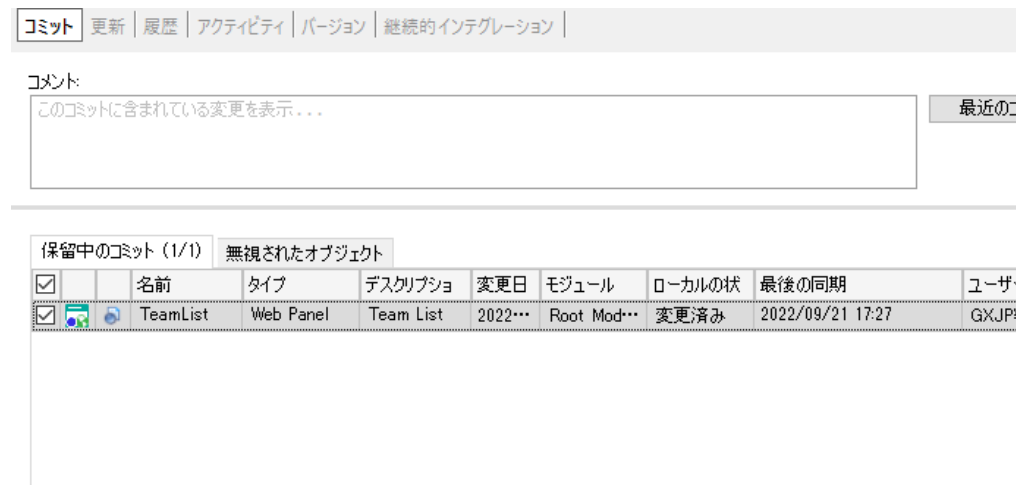 コミット 更新 履歴 アクティビティ バージョン 継続的インテグレーション
コメント:
このコミットに含まれている変更を表示...
最近の
保留中のコミット (1/1) 無視されたオブジェクト
名前 タイプ デスクリプショ 変更日 モジュール ローカルの状 最後の同期 ユーザ
TeamList Web Panel Team List 2022… Root Mod… 変更済み 2022/09/21 17:27 GXJP